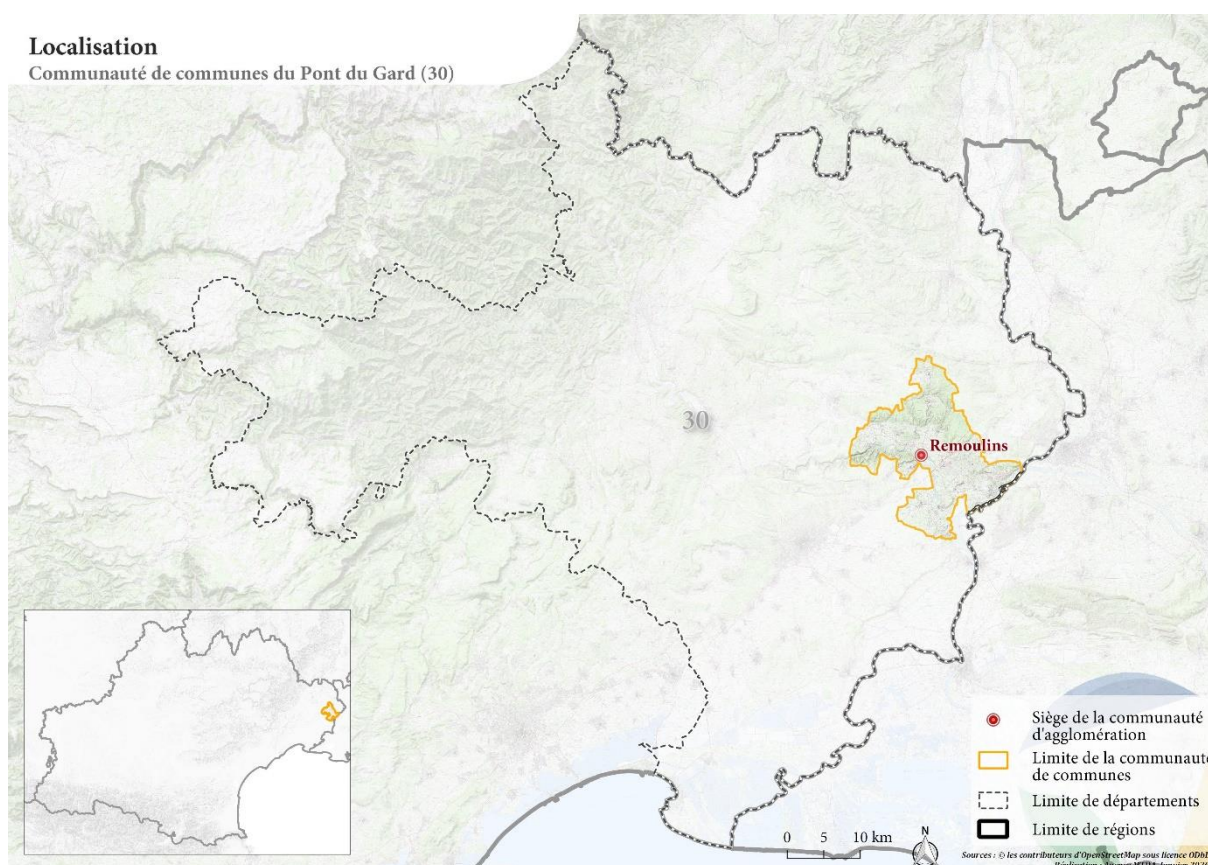 Localisation
Communauté de communes du Pont du Gard (30)
30
Remoulins
Siège de la communauté
d'agglomération
Limite de la communauté
de communes
Limite de départements
Limite de régions
0 5 10 km
N
Sources : © les contributeurs d'OpenStreetMap sous licence ODbL
Réalisation :